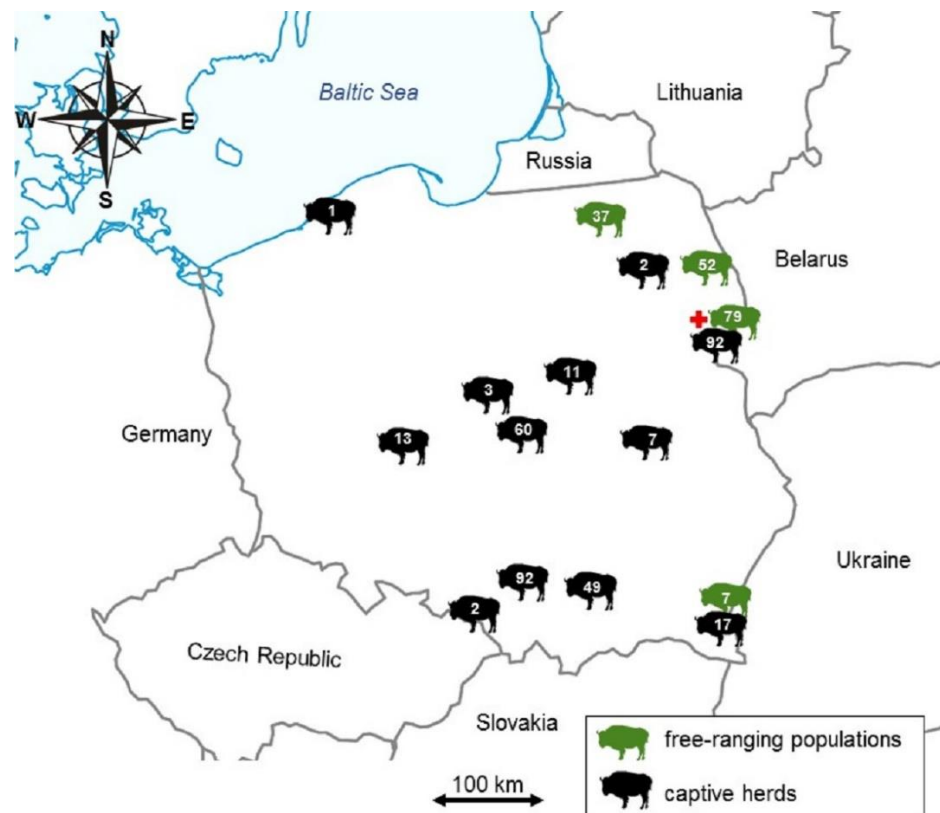 N
W
E
S
Baltic Sea
Lithuania
Russia
1
37
Belarus
2
52
79
92
11
3
Germany
13
60
7
Ukraine
92
49
7
2
17
Czech Republic
Slovakia
free-ranging populations
100 km
captive herds